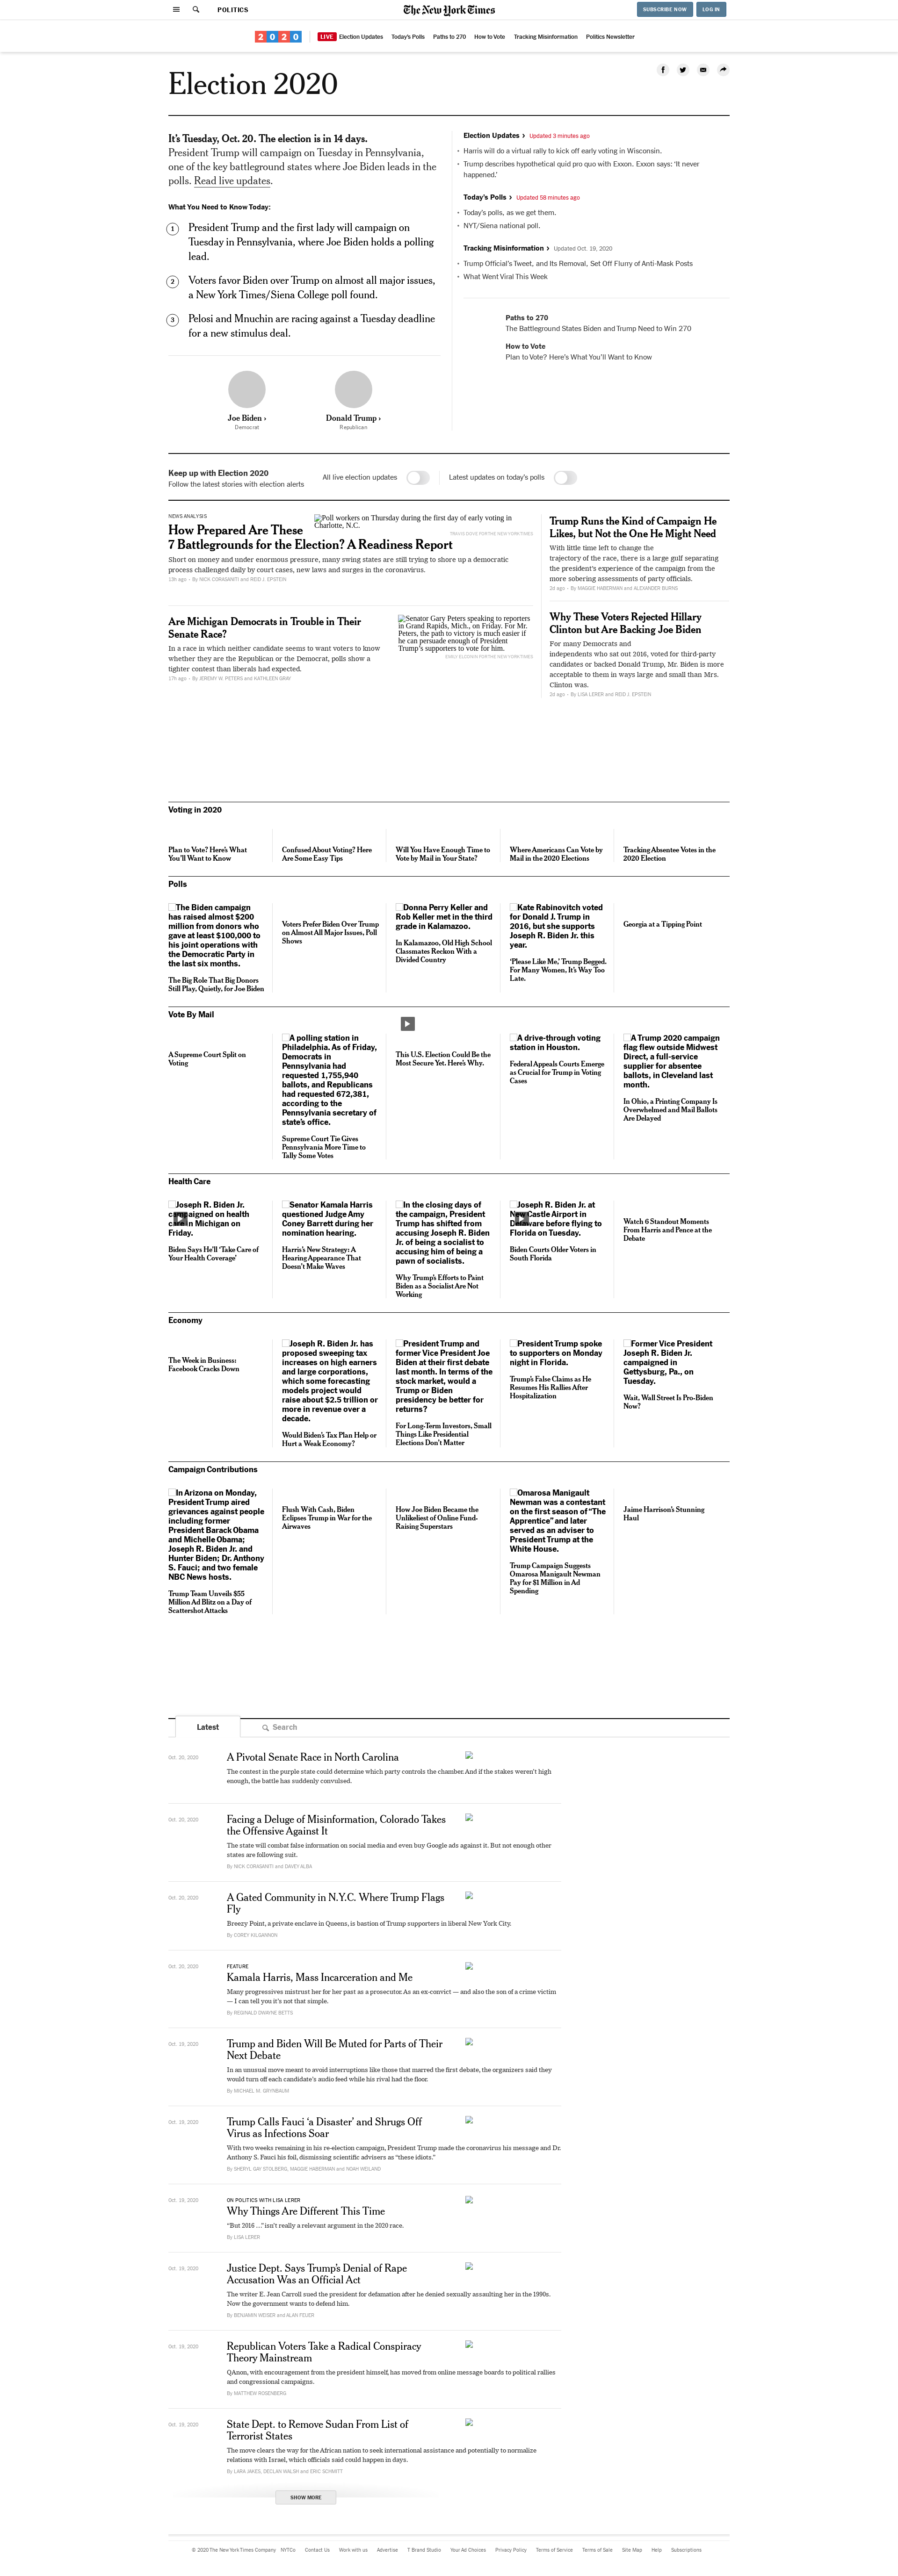 POLITICS
The New York Times
SUBSCRIBE NOW
LOG IN
2020
LIVE Election Updates
Today's Polls
Paths to 270
How to Vote
Tracking Misinformation
Politics Newsletter
Election 2020
It's Tuesday, Oct. 20. The election is in 14 days.
President Trump will campaign on Tuesday in Pennsylvania,
one of the key battleground states where Joe Biden leads in the
polls. Read live updates.
What You Need to Know Today:
1 President Trump and the first lady will campaign on
Tuesday in Pennsylvania, where Joe Biden holds a polling
lead.
2 Voters favor Biden over Trump on almost all major issues,
a New York Times/Siena College poll found.
3 Pelosi and Mnuchin are racing against a Tuesday deadline
for a new stimulus deal.
Joe Biden ›
Democrat
Donald Trump ›
Republican
Election Updates › Updated 3 minutes ago
• Harris will do a virtual rally to kick off early voting in Wisconsin.
• Trump describes hypothetical quid pro quo with Exxon. Exxon says: 'It never
happened.'
Today's Polls › Updated 58 minutes ago
• Today's polls, as we get them.
• NYT/Siena national poll.
Tracking Misinformation › Updated Oct. 19, 2020
• Trump Official's Tweet, and Its Removal, Set Off Flurry of Anti-Mask Posts
• What Went Viral This Week
Paths to 270
The Battleground States Biden and Trump Need to Win 270
How to Vote
Plan to Vote? Here's What You'll Want to Know
Keep up with Election 2020
Follow the latest stories with election alerts
All live election updates
Latest updates on today's polls
NEWS ANALYSIS
How Prepared Are These
7 Battlegrounds for the Election? A Readiness Report
Poll workers on Thursday during the first day of early voting in
Charlotte, N.C.
TRAVIS DOVE FOR THE NEW YORK TIMES
Short on money and under enormous pressure, many swing states are still trying to shore up a democratic
process challenged daily by court cases, new laws and surges in the coronavirus.
13h ago - By NICK CORASANITI and REID J. EPSTEIN
Are Michigan Democrats in Trouble in Their
Senate Race?
In a race in which neither candidate seems to want voters to know
whether they are the Republican or the Democrat, polls show a
tighter contest than liberals had expected.
17h ago - By JEREMY W. PETERS and KATHLEEN GRAY
Senator Gary Peters speaking to reporters
in Grand Rapids, Mich., on Friday. For Mr.
Peters, the path to victory is much easier if
he can persuade enough of President
Trump's supporters to vote for him.
EMILY ELCONIN FOR THE NEW YORK TIMES
Trump Runs the Kind of Campaign He
Likes, but Not the One He Might Need
With little time left to change the
trajectory of the race, there is a large gulf separating
the president's experience of the campaign from the
more sobering assessments of party officials.
2d ago - By MAGGIE HABERMAN and ALEXANDER BURNS
Why These Voters Rejected Hillary
Clinton but Are Backing Joe Biden
For many Democrats and
independents who sat out 2016, voted for third-party
candidates or backed Donald Trump, Mr. Biden is more
acceptable to them in ways large and small than Mrs.
Clinton was.
2d ago - By LISA LERER and REID J. EPSTEIN
Voting in 2020
Plan to Vote? Here's What
You'll Want to Know
Confused About Voting? Here
Are Some Easy Tips
Will You Have Enough Time to
Vote by Mail in Your State?
Where Americans Can Vote by
Mail in the 2020 Elections
Tracking Absentee Votes in the
2020 Election
Polls
The Biden campaign
has raised almost $200
million from donors who
gave at least $100,000 to
his joint operations with
the Democratic Party in
the last six months.
The Big Role That Big Donors
Still Play, Quietly, for Joe Biden
Voters Prefer Biden Over Trump
on Almost All Major Issues, Poll
Shows
Donna Perry Keller and
Rob Keller met in the third
grade in Kalamazoo.
In Kalamazoo, Old High School
Classmates Reckon With a
Divided Country
Kate Rabinovitch voted
for Donald J. Trump in
2016, but she supports
Joseph R. Biden Jr. this
year.
'Please Like Me,' Trump Begged.
For Many Women, It's Way Too
Late.
Georgia at a Tipping Point
Vote By Mail
A Supreme Court Split on
Voting
A polling station in
Philadelphia. As of Friday,
Democrats in
Pennsylvania had
requested 1,755,940
ballots, and Republicans
had requested 672,381,
according to the
Pennsylvania secretary of
state's office.
Supreme Court Tie Gives
Pennsylvania More Time to
Tally Some Votes
This U.S. Election Could Be the
Most Secure Yet. Here's Why.
A drive-through voting
station in Houston.
Federal Appeals Courts Emerge
as Crucial for Trump in Voting
Cases
A Trump 2020 campaign
flag flew outside Midwest
Direct, a full-service
supplier for absentee
ballots, in Cleveland last
month.
In Ohio, a Printing Company Is
Overwhelmed and Mail Ballots
Are Delayed
Health Care
Joseph R. Biden Jr.
campaigned on health
care in Michigan on
Friday.
Biden Says He'll 'Take Care of
Your Health Coverage'
Senator Kamala Harris
questioned Judge Amy
Coney Barrett during her
nomination hearing.
Harris's New Strategy: A
Hearing Appearance That
Doesn't Make Waves
In the closing days of
the campaign, President
Trump has shifted from
accusing Joseph R. Biden
Jr. of being a socialist to
accusing him of being a
pawn of socialists.
Why Trump's Efforts to Paint
Biden as a Socialist Are Not
Working
Joseph R. Biden Jr. at
New Castle Airport in
Delaware before flying to
Florida on Tuesday.
Biden Courts Older Voters in
South Florida
Watch 6 Standout Moments
From Harris and Pence at the
Debate
Economy
The Week in Business:
Facebook Cracks Down
Joseph R. Biden Jr. has
proposed sweeping tax
increases on high earners
and large corporations,
which some forecasting
models project would
raise about $2.5 trillion or
more in revenue over a
decade.
Would Biden's Tax Plan Help or
Hurt a Weak Economy?
President Trump and
former Vice President Joe
Biden at their first debate
last month. In terms of the
stock market, would a
Trump or Biden
presidency be better for
returns?
For Long-Term Investors, Small
Things Like Presidential
Elections Don't Matter
President Trump spoke
to supporters on Monday
night in Florida.
Trump's False Claims as He
Resumes His Rallies After
Hospitalization
Former Vice President
Joseph R. Biden Jr.
campaigned in
Gettysburg, Pa., on
Tuesday.
Wait, Wall Street Is Pro-Biden
Now?
Campaign Contributions
In Arizona on Monday,
President Trump aired
grievances against people
including former
President Barack Obama
and Michelle Obama;
Joseph R. Biden Jr. and
Hunter Biden; Dr. Anthony
S. Fauci; and two female
NBC News hosts.
Trump Team Unveils $55
Million Ad Blitz on a Day of
Scattershot Attacks
Flush With Cash, Biden
Eclipses Trump in War for the
Airwaves
How Joe Biden Became the
Unlikeliest of Online Fund-
Raising Superstars
Omarosa Manigault
Newman was a contestant
on the first season of "The
Apprentice" and later
served as an adviser to
President Trump at the
White House.
Trump Campaign Suggests
Omarosa Manigault Newman
Pay for $1 Million in Ad
Spending
Jaime Harrison's Stunning
Haul
Latest
Search
Oct. 20, 2020
A Pivotal Senate Race in North Carolina
The contest in the purple state could determine which party controls the chamber. And if the stakes weren't high
enough, the battle has suddenly convulsed.
Oct. 20, 2020
Facing a Deluge of Misinformation, Colorado Takes
the Offensive Against It
The state will combat false information on social media and even buy Google ads against it. But not enough other
states are following suit.
By NICK CORASANITI and DAVEY ALBA
Oct. 20, 2020
A Gated Community in N.Y.C. Where Trump Flags
Fly
Breezy Point, a private enclave in Queens, is bastion of Trump supporters in liberal New York City.
By COREY KILGANNON
Oct. 20, 2020
FEATURE
Kamala Harris, Mass Incarceration and Me
Many progressives mistrust her for her past as a prosecutor. As an ex-convict — and also the son of a crime victim
— I can tell you it's not that simple.
By REGINALD DWAYNE BETTS
Oct. 19, 2020
Trump and Biden Will Be Muted for Parts of Their
Next Debate
In an unusual move meant to avoid interruptions like those that marred the first debate, the organizers said they
would turn off each candidate's audio feed while his rival had the floor.
By MICHAEL M. GRYNBAUM
Oct. 19, 2020
Trump Calls Fauci 'a Disaster' and Shrugs Off
Virus as Infections Soar
With two weeks remaining in his re-election campaign, President Trump made the coronavirus his message and Dr.
Anthony S. Fauci his foil, dismissing scientific advisers as "these idiots."
By SHERYL GAY STOLBERG, MAGGIE HABERMAN and NOAH WEILAND
Oct. 19, 2020
ON POLITICS WITH LISA LERER
Why Things Are Different This Time
"But 2016 …" isn't really a relevant argument in the 2020 race.
By LISA LERER
Oct. 19, 2020
Justice Dept. Says Trump's Denial of Rape
Accusation Was an Official Act
The writer E. Jean Carroll sued the president for defamation after he denied sexually assaulting her in the 1990s.
Now the government wants to defend him.
By BENJAMIN WEISER and ALAN FEUER
Oct. 19, 2020
Republican Voters Take a Radical Conspiracy
Theory Mainstream
QAnon, with encouragement from the president himself, has moved from online message boards to political rallies
and congressional campaigns.
By MATTHEW ROSENBERG
Oct. 19, 2020
State Dept. to Remove Sudan From List of
Terrorist States
The move clears the way for the African nation to seek international assistance and potentially to normalize
relations with Israel, which officials said could happen in days.
By LARA JAKES, DECLAN WALSH and ERIC SCHMITT
SHOW MORE
© 2020 The New York Times Company
NYTCo
Contact Us
Work with us
Advertise
T Brand Studio
Your Ad Choices
Privacy Policy
Terms of Service
Terms of Sale
Site Map
Help
Subscriptions